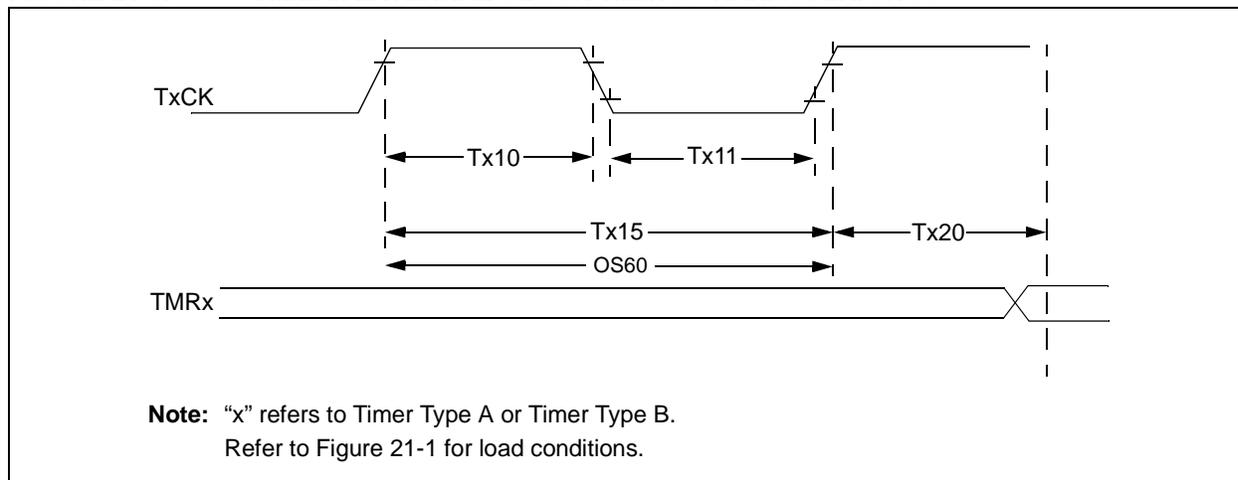 TxCK
Tx10
Tx11
Tx15
Tx20
OS60
TMRx
Note: “x” refers to Timer Type A or Timer Type B.
Refer to Figure 21-1 for load conditions.